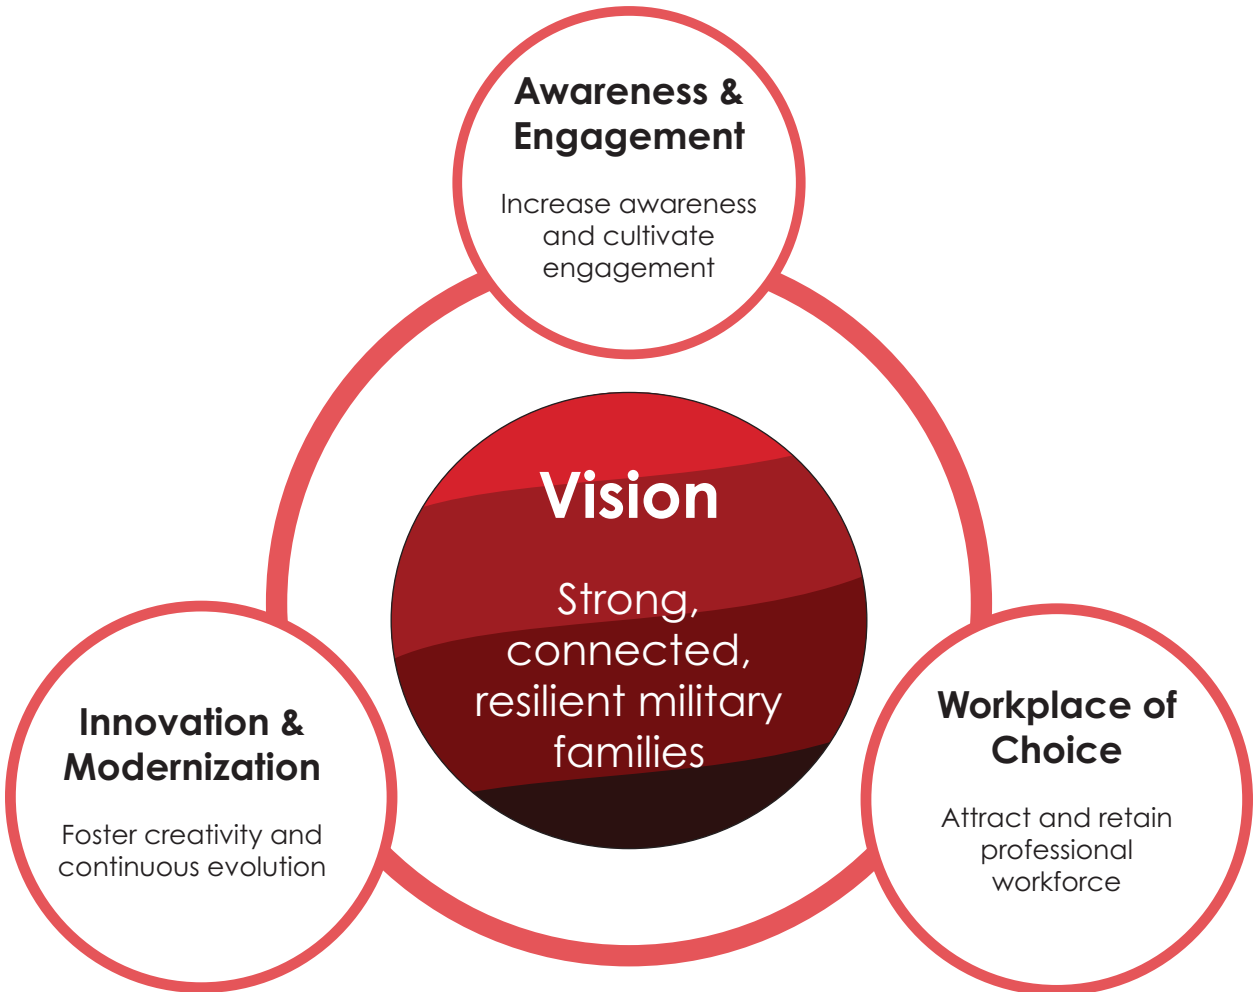 Awareness &
Engagement
Increase awareness
and cultivate
engagement
Vision
Strong,
connected,
resilient military
families
Innovation &
Modernization
Foster creativity and
continuous evolution
Workplace of
Choice
Attract and retain
professional
workforce